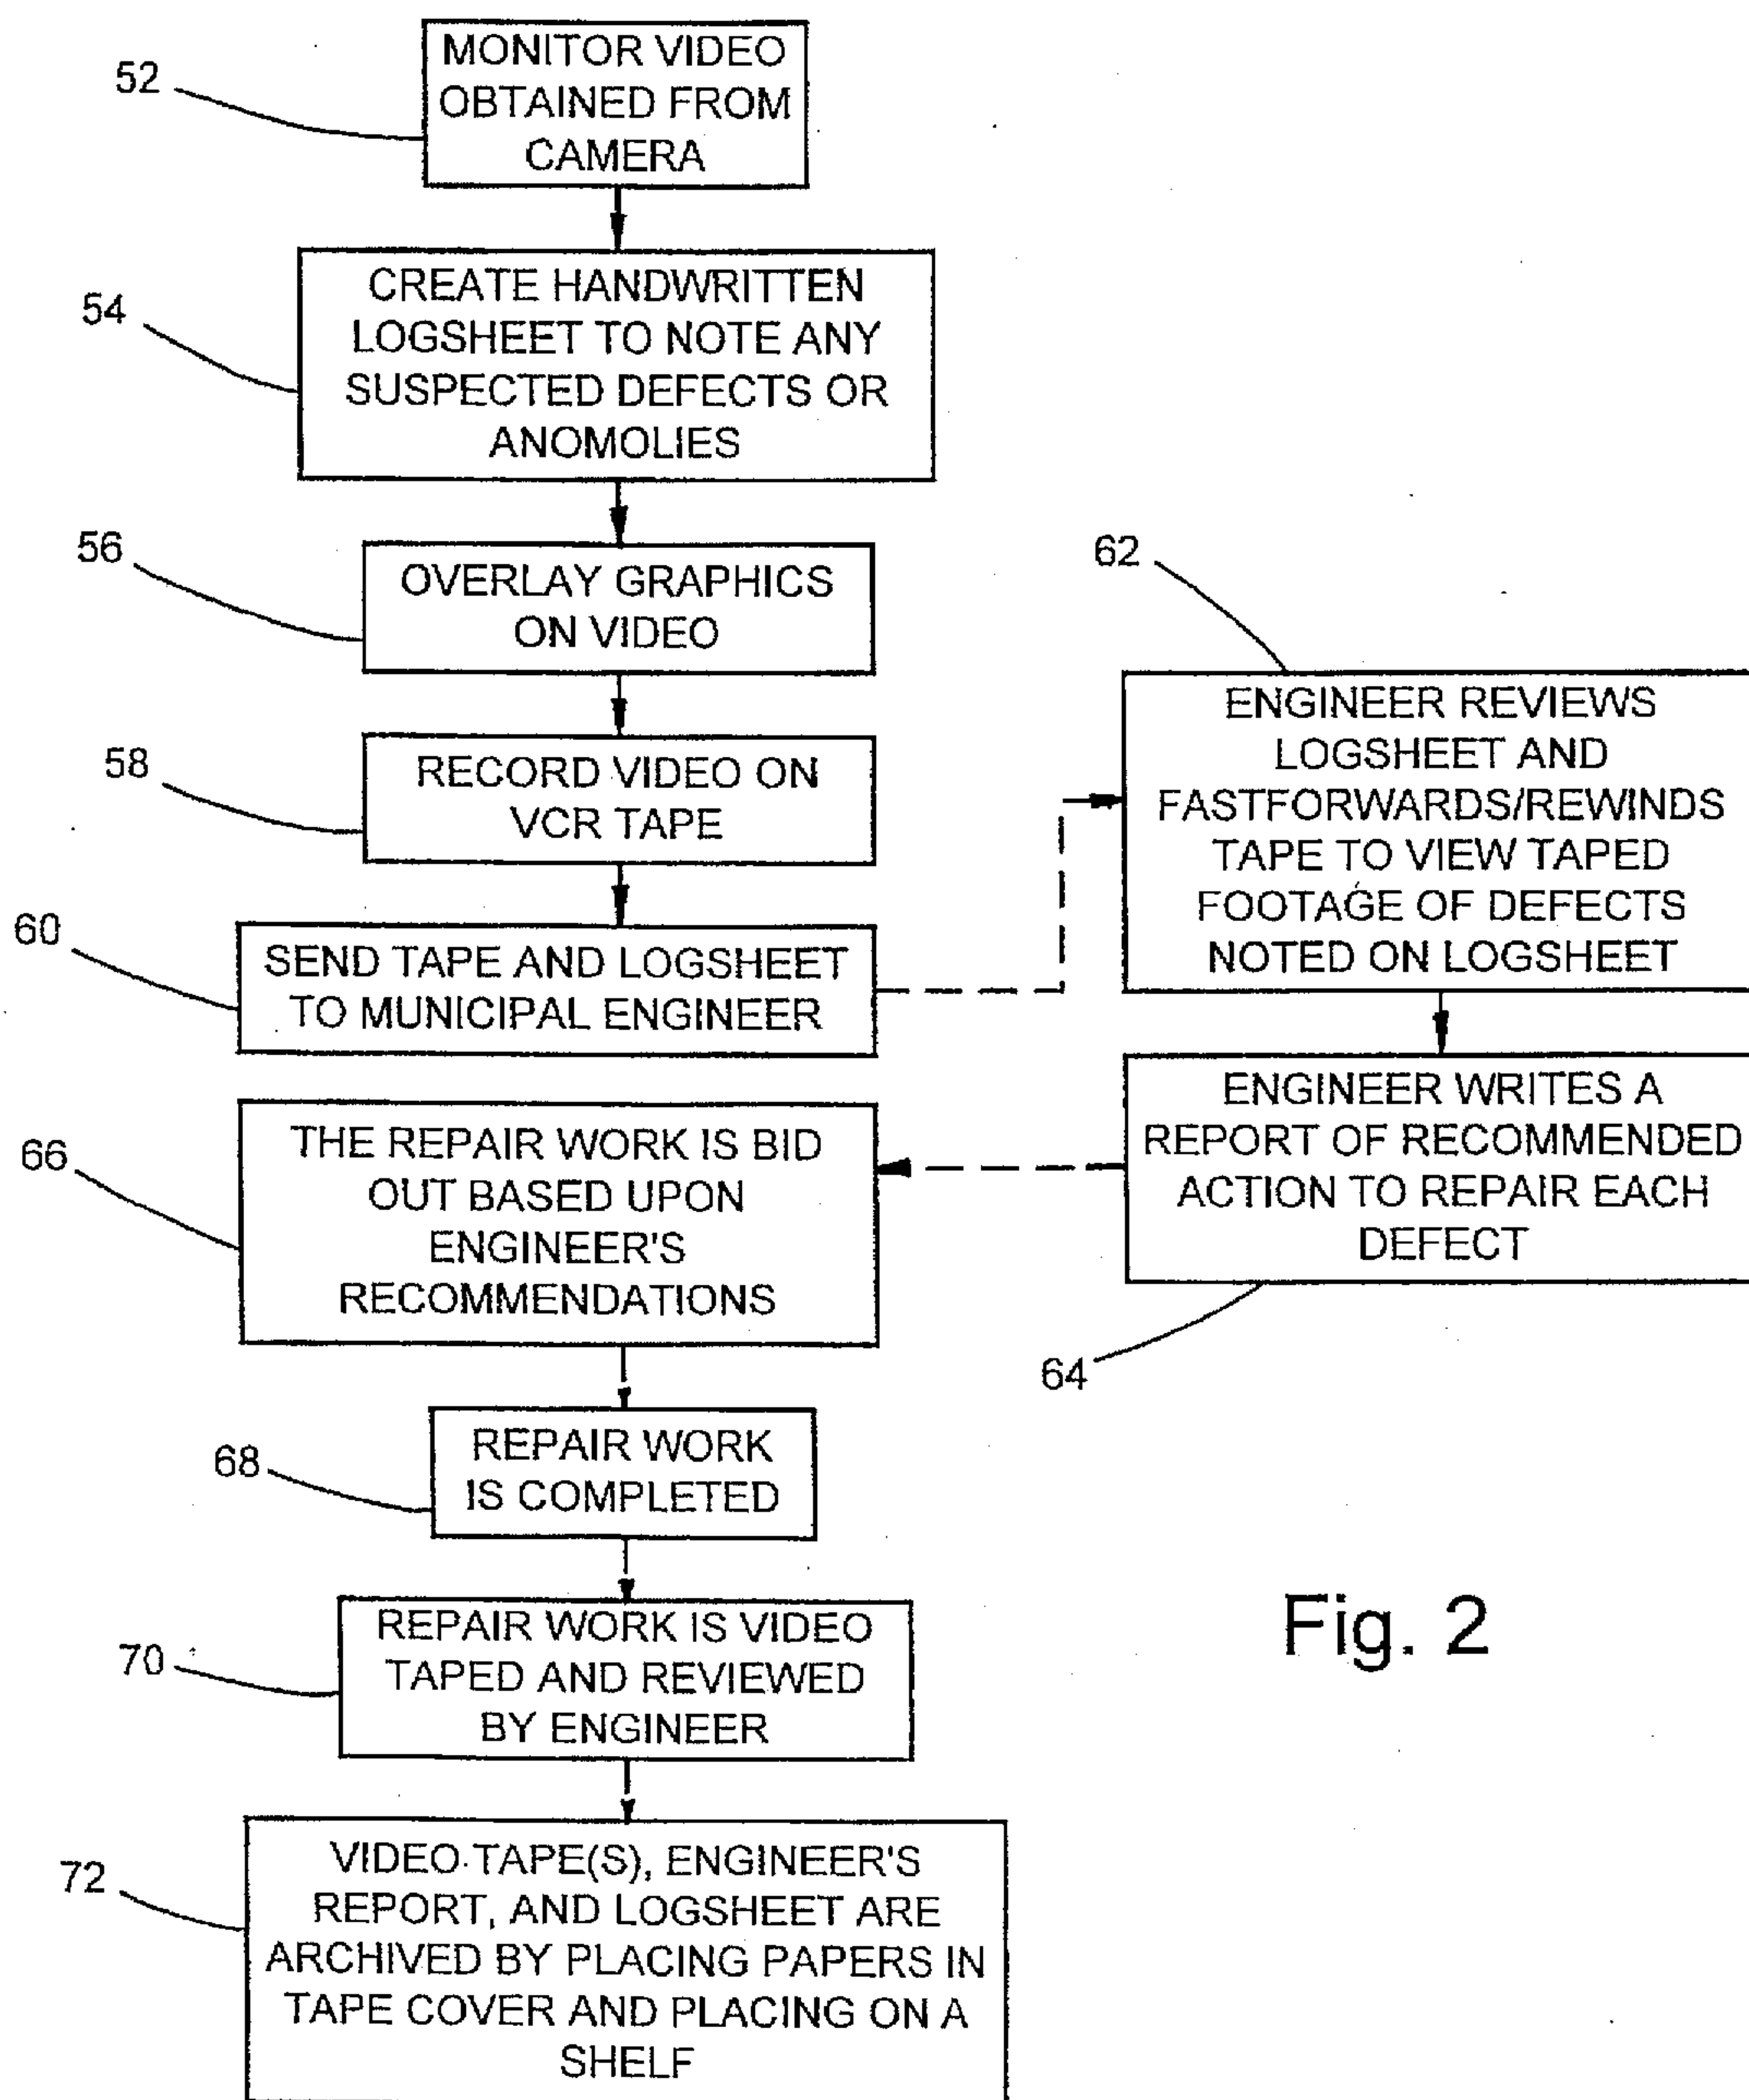 52
MONITOR VIDEO
OBTAINED FROM
CAMERA
54
CREATE HANDWRITTEN
LOGSHEET TO NOTE ANY
SUSPECTED DEFECTS OR
ANOMOLIES
56
OVERLAY GRAPHICS
ON VIDEO
58
RECORD VIDEO ON
VCR TAPE
60
SEND TAPE AND LOGSHEET
TO MUNICIPAL ENGINEER
62
ENGINEER REVIEWS
LOGSHEET AND
FASTFORWARDS/REWINDS
TAPE TO VIEW TAPED
FOOTAGE OF DEFECTS
NOTED ON LOGSHEET
ENGINEER WRITES A
REPORT OF RECOMMENDED
ACTION TO REPAIR EACH
DEFECT
64
66
THE REPAIR WORK IS BID
OUT BASED UPON
ENGINEER'S
RECOMMENDATIONS
68
REPAIR WORK
IS COMPLETED
70
REPAIR WORK IS VIDEO
TAPED AND REVIEWED
BY ENGINEER
72
VIDEO TAPE(S), ENGINEER'S
REPORT, AND LOGSHEET ARE
ARCHIVED BY PLACING PAPERS IN
TAPE COVER AND PLACING ON A
SHELF
Fig. 2